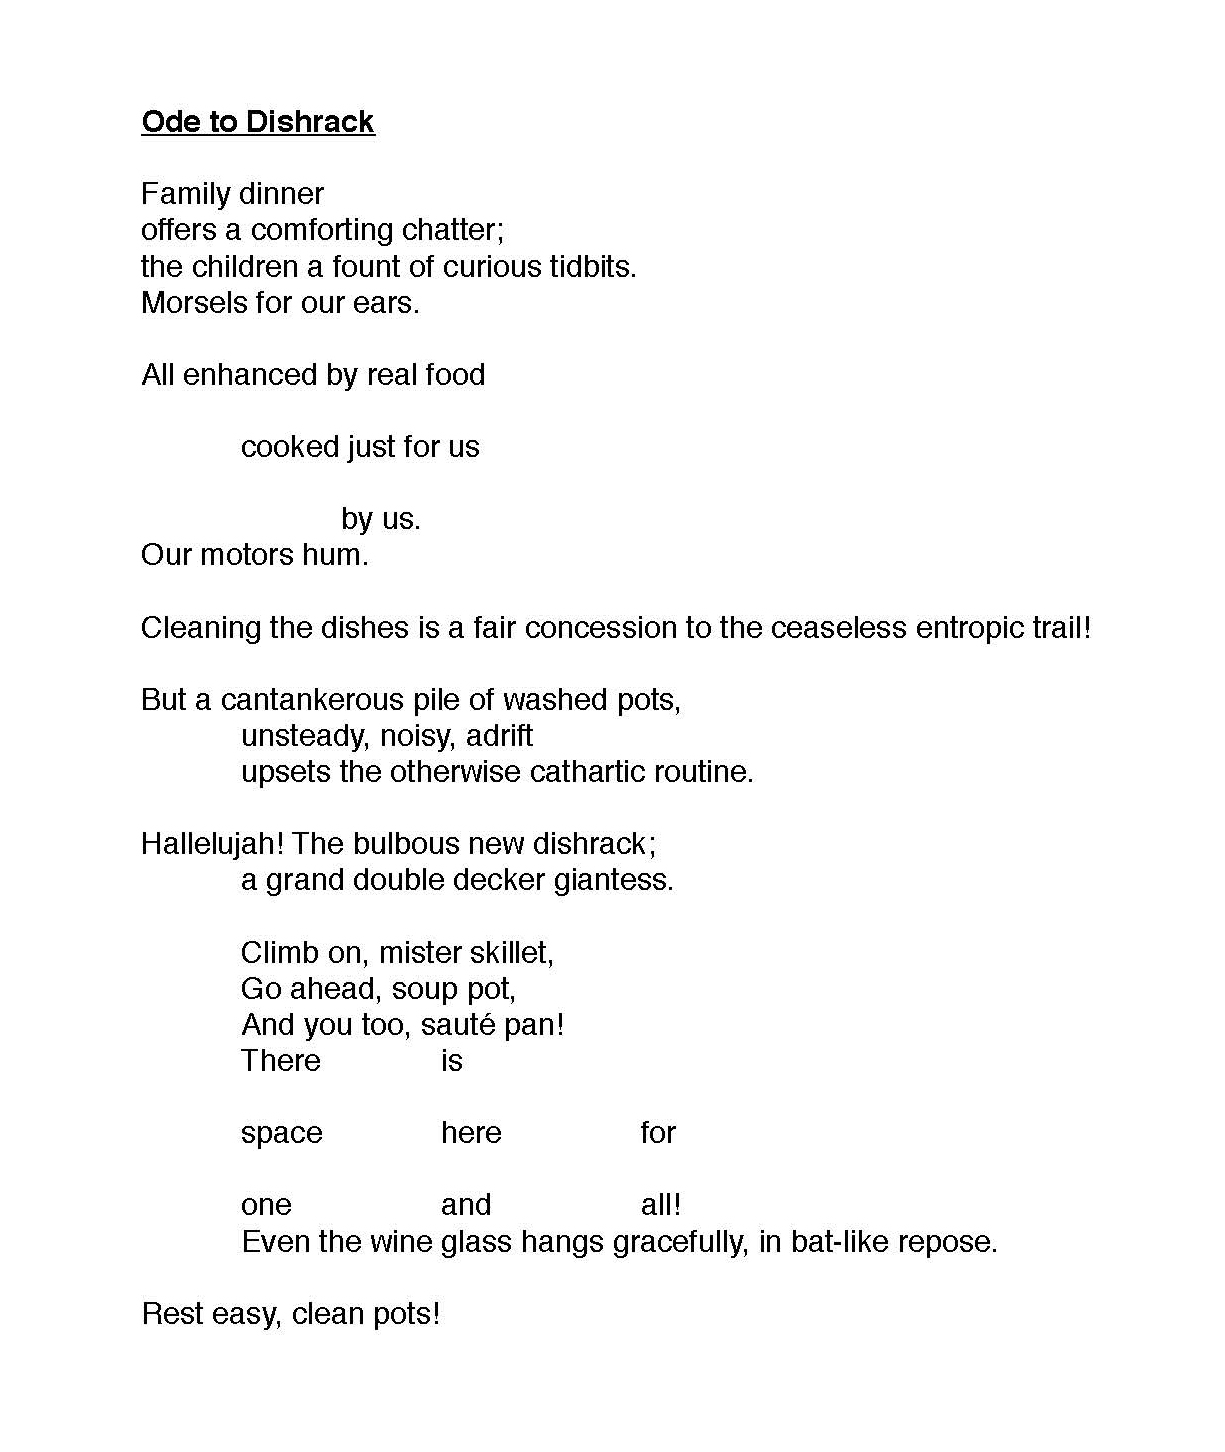 Ode to Dishrack
Family dinner
offers a comforting chatter;
the children a fount of curious tidbits.
Morsels for our ears.
All enhanced by real food
cooked just for us
by us.
Our motors hum.
Cleaning the dishes is a fair concession to the ceaseless entropic trail!
But a cantankerous pile of washed pots,
unsteady, noisy, adrift
upsets the otherwise cathartic routine.
Hallelujah! The bulbous new dishrack;
a grand double decker giantess.
Climb on, mister skillet,
Go ahead, soup pot,
And you too, sauté pan!
There is
space here for
one and all!
Even the wine glass hangs gracefully, in bat-like repose.
Rest easy, clean pots!